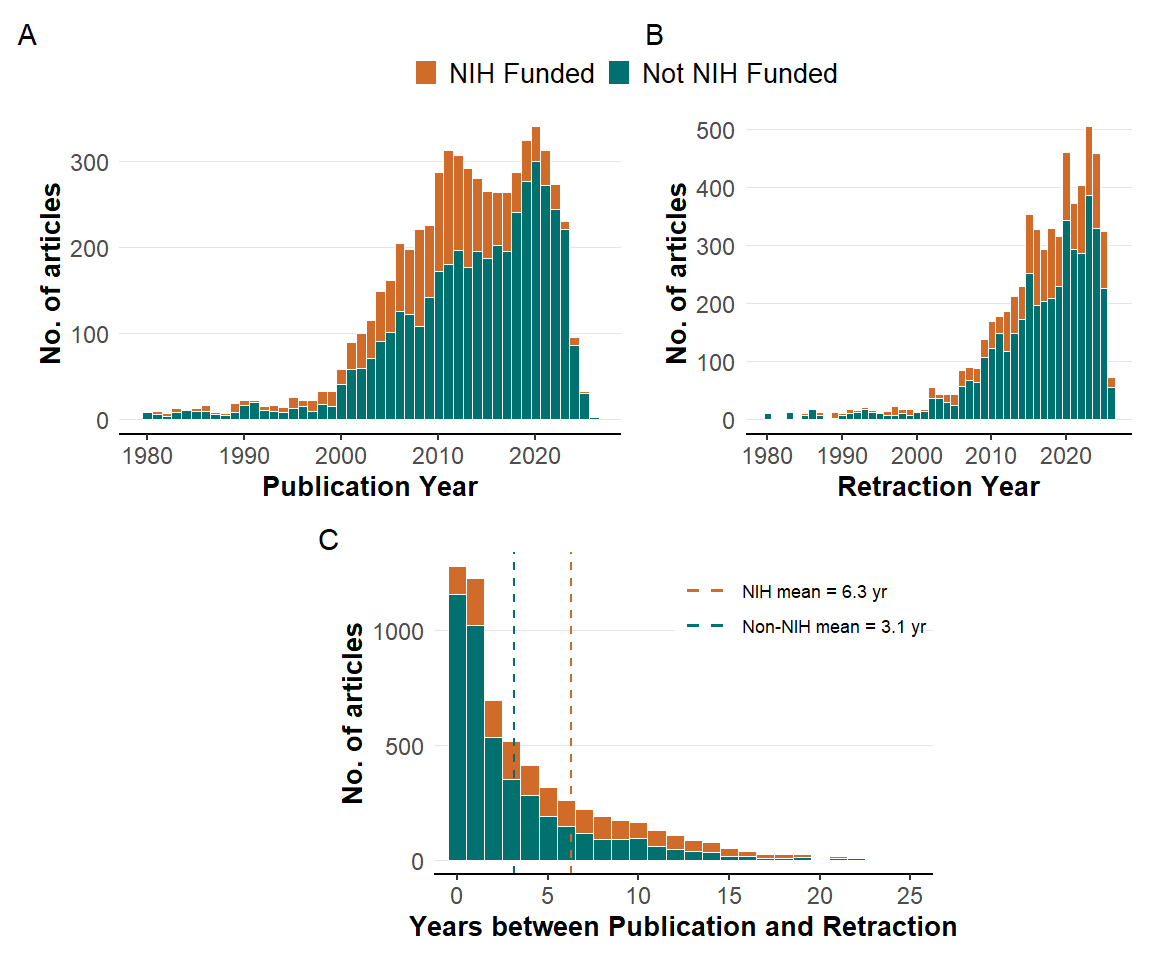 A
B
NIH Funded
Not NIH Funded
No. of articles
300
200
100
0
1980
1990
2000
2010
2020
Publication Year
No. of articles
500
400
300
200
100
0
1980
1990
2000
2010
2020
Retraction Year
C
NIH mean = 6.3 yr
Non-NIH mean = 3.1 yr
No. of articles
1000
500
0
0
5
10
15
20
25
Years between Publication and Retraction